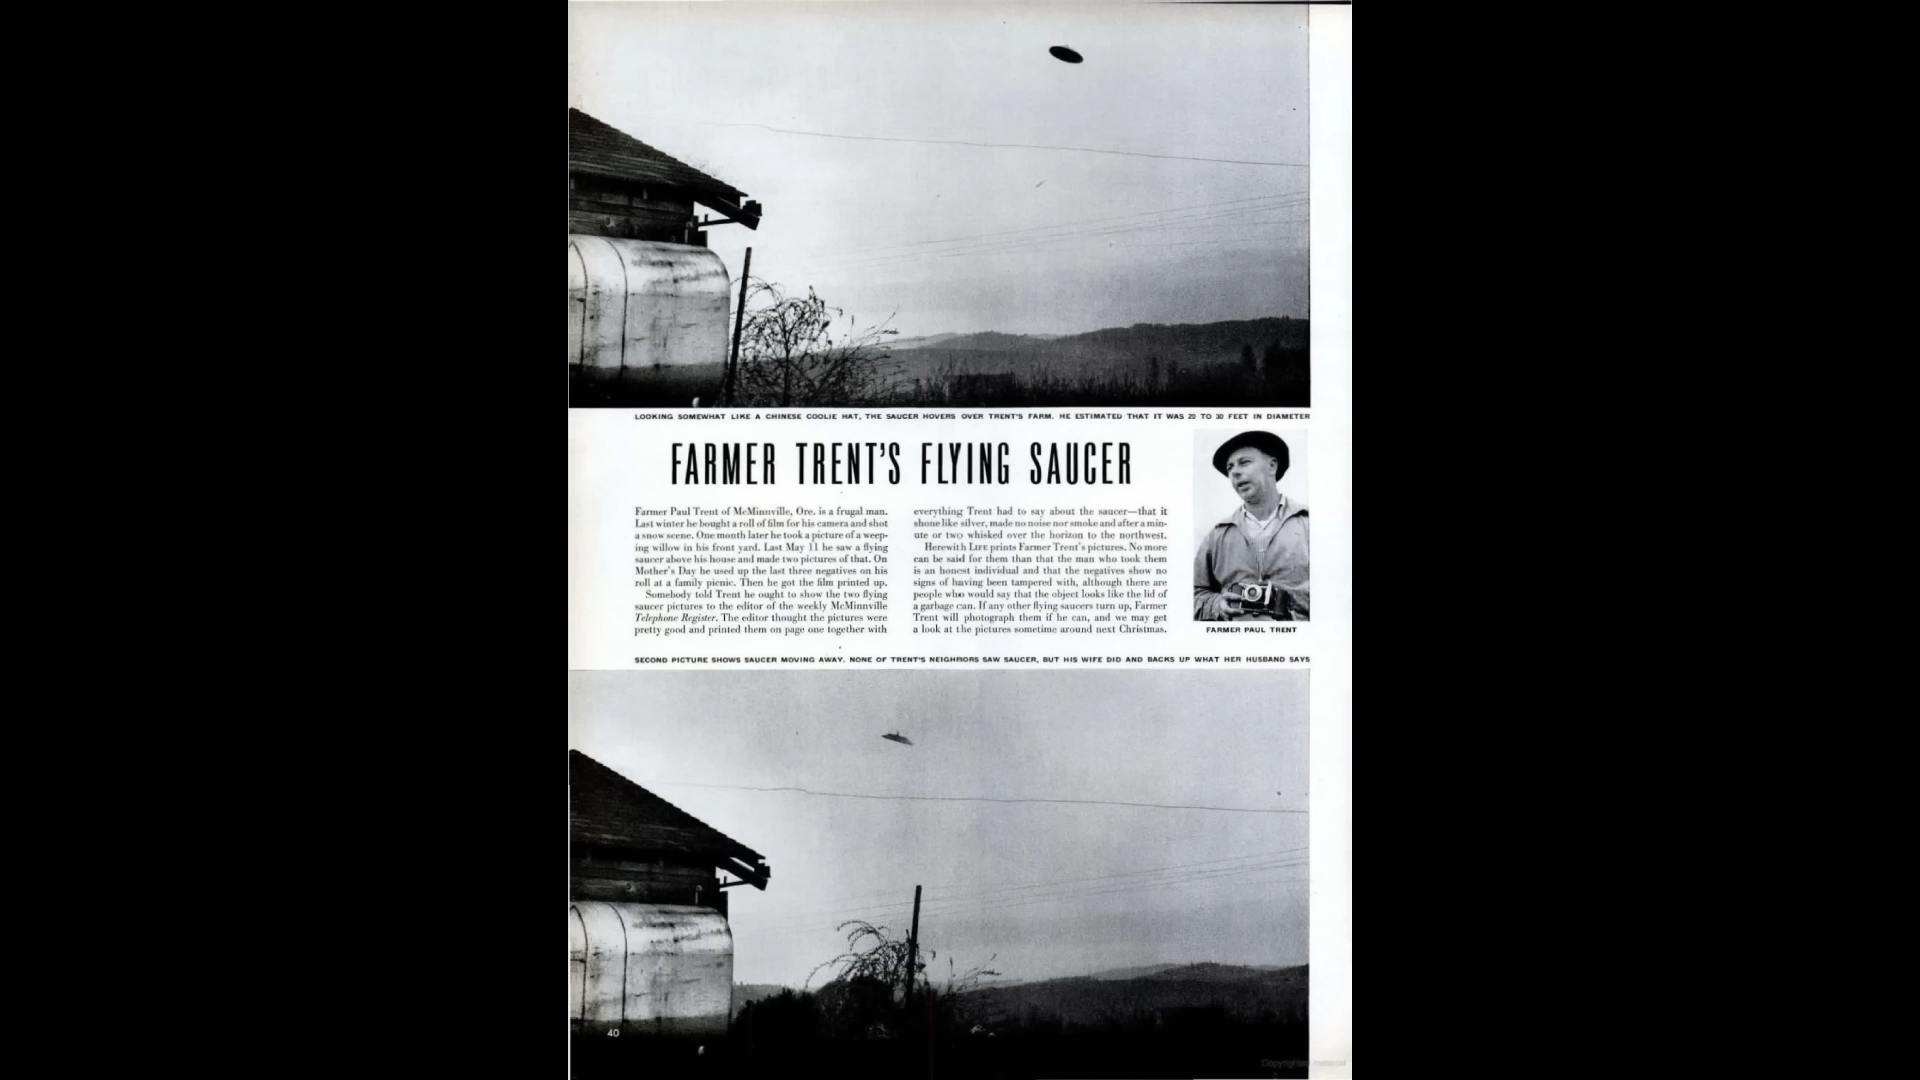 LOOKING SOMEWHAT LIKE A CHINESE COOLIE HAT, THE SAUCER HOVERS OVER TRENT'S FARM. HE ESTIMATED THAT IT WAS 20 TO 30 FEET IN DIAMETER
FARMER TRENT'S FLYING SAUCER
Farmer Paul Trent of McMinnville, Ore. is a frugal man.
Last winter he bought a roll of film for his camera and shot
a snow scene. One month later he took a picture of a weep-
ing willow in his front yard. Last May 11 he saw a flying
saucer above his house and made two pictures of that. On
Mother's Day he used up the last three negatives on his
roll at a family picnic. Then he got the film printed up.
Somebody told Trent he ought to show the two flying
saucer pictures to the editor of the weekly McMinnville
Telephone Register. The editor thought the pictures were
pretty good and printed them on page one together with
everything Trent had to say about the saucer—that it
shone like silver, made no noise nor smoke and after a min-
ute or two whisked over the horizon to the northwest.
Herewith LIFE prints Farmer Trent's pictures. No more
can be said for them than that the man who took them
is an honest individual and that the negatives show no
signs of having been tampered with, although there are
people who would say that the object looks like the lid of
a garbage can. If any other flying saucers turn up, Farmer
Trent will photograph them if he can, and we may get
a look at the pictures sometime around next Christmas.
FARMER PAUL TRENT
SECOND PICTURE SHOWS SAUCER MOVING AWAY. NONE OF TRENT'S NEIGHBORS SAW SAUCER, BUT HIS WIFE DID AND BACKS UP WHAT HER HUSBAND SAYS
40
Copyrighted material